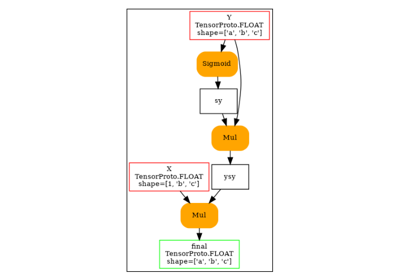 Y
TensorProto.FLOAT
shape=['a', 'b', 'c']
Sigmoid
sy
Mul
ysy
X
TensorProto.FLOAT
shape=[1, 'b', 'c']
Mul
final
TensorProto.FLOAT
shape=['a', 'b', 'c']